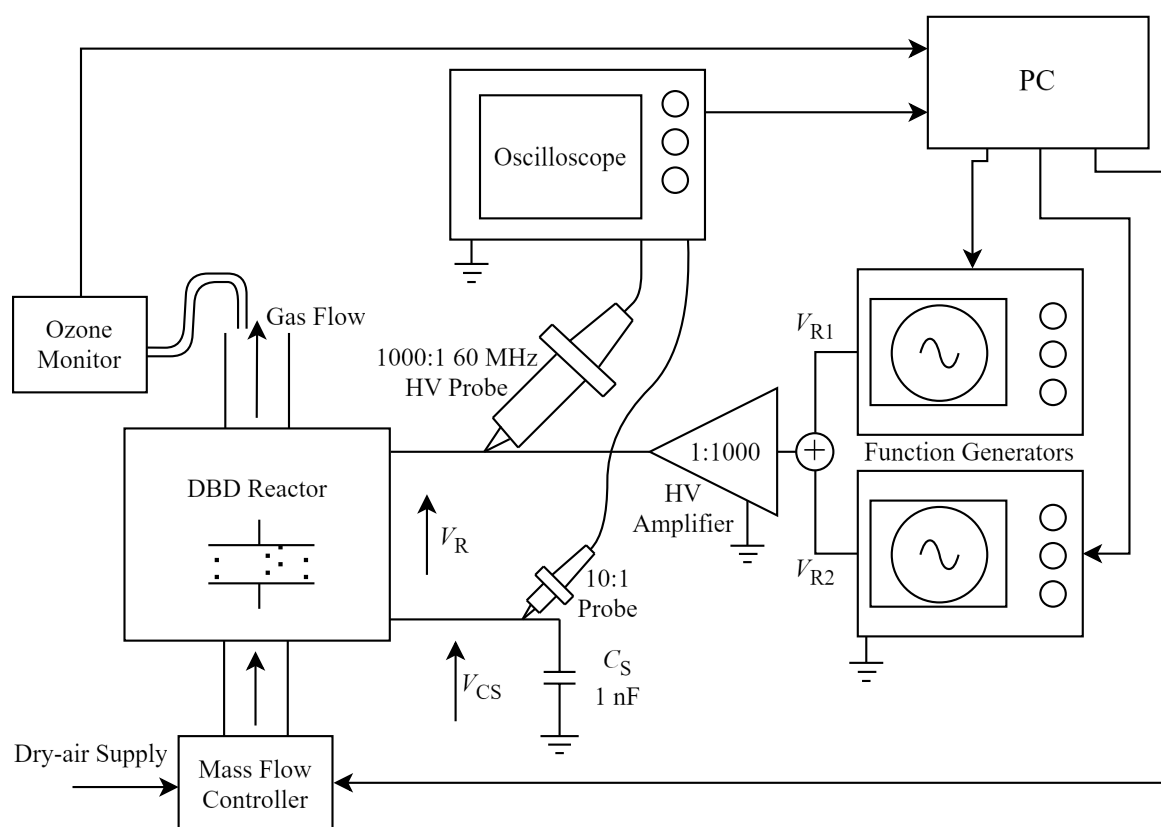 PC
Oscilloscope
Ozone
Monitor
Gas Flow
1000:1 60 MHz
HV Probe
V_R1
Function Generators
1:1000
HV
Amplifier
DBD Reactor
V_R
V_R2
10:1
Probe
V_CS
C_S
1 nF
Dry-air Supply
Mass Flow
Controller